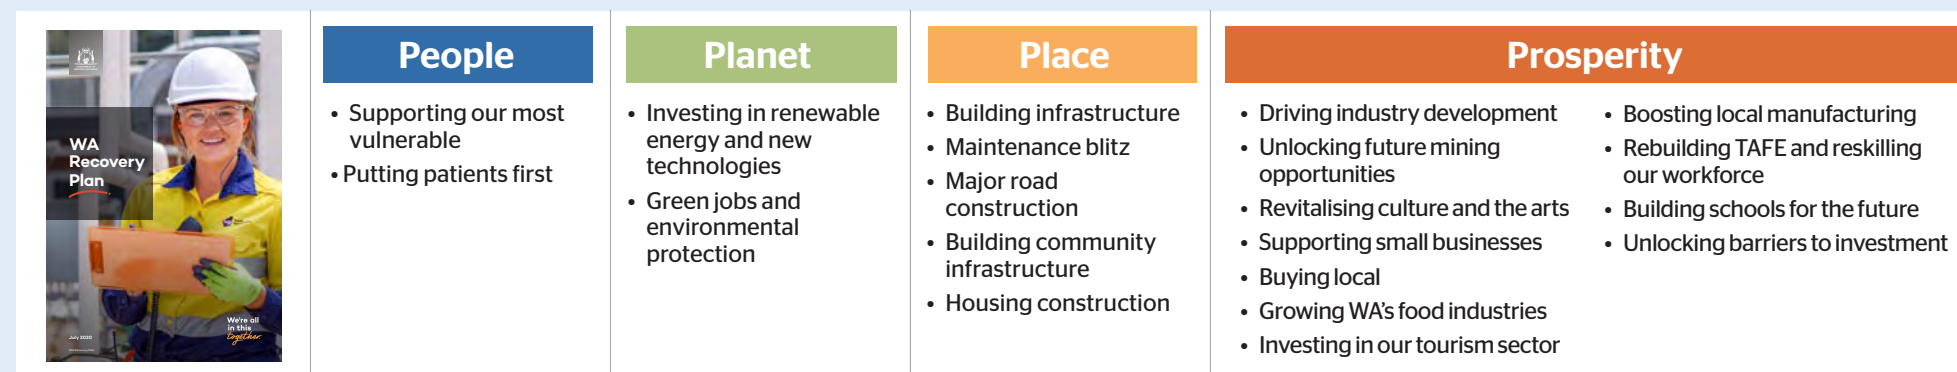 WA
Recovery
Plan
July 2020
We're all
in this
together.
People
• Supporting our most
vulnerable
• Putting patients first
Planet
• Investing in renewable
energy and new
technologies
• Green jobs and
environmental
protection
Place
• Building infrastructure
• Maintenance blitz
• Major road
construction
• Building community
infrastructure
• Housing construction
Prosperity
• Driving industry development
• Unlocking future mining
opportunities
• Revitalising culture and the arts
• Supporting small businesses
• Buying local
• Growing WA's food industries
• Investing in our tourism sector
• Boosting local manufacturing
• Rebuilding TAFE and reskilling
our workforce
• Building schools for the future
• Unlocking barriers to investment